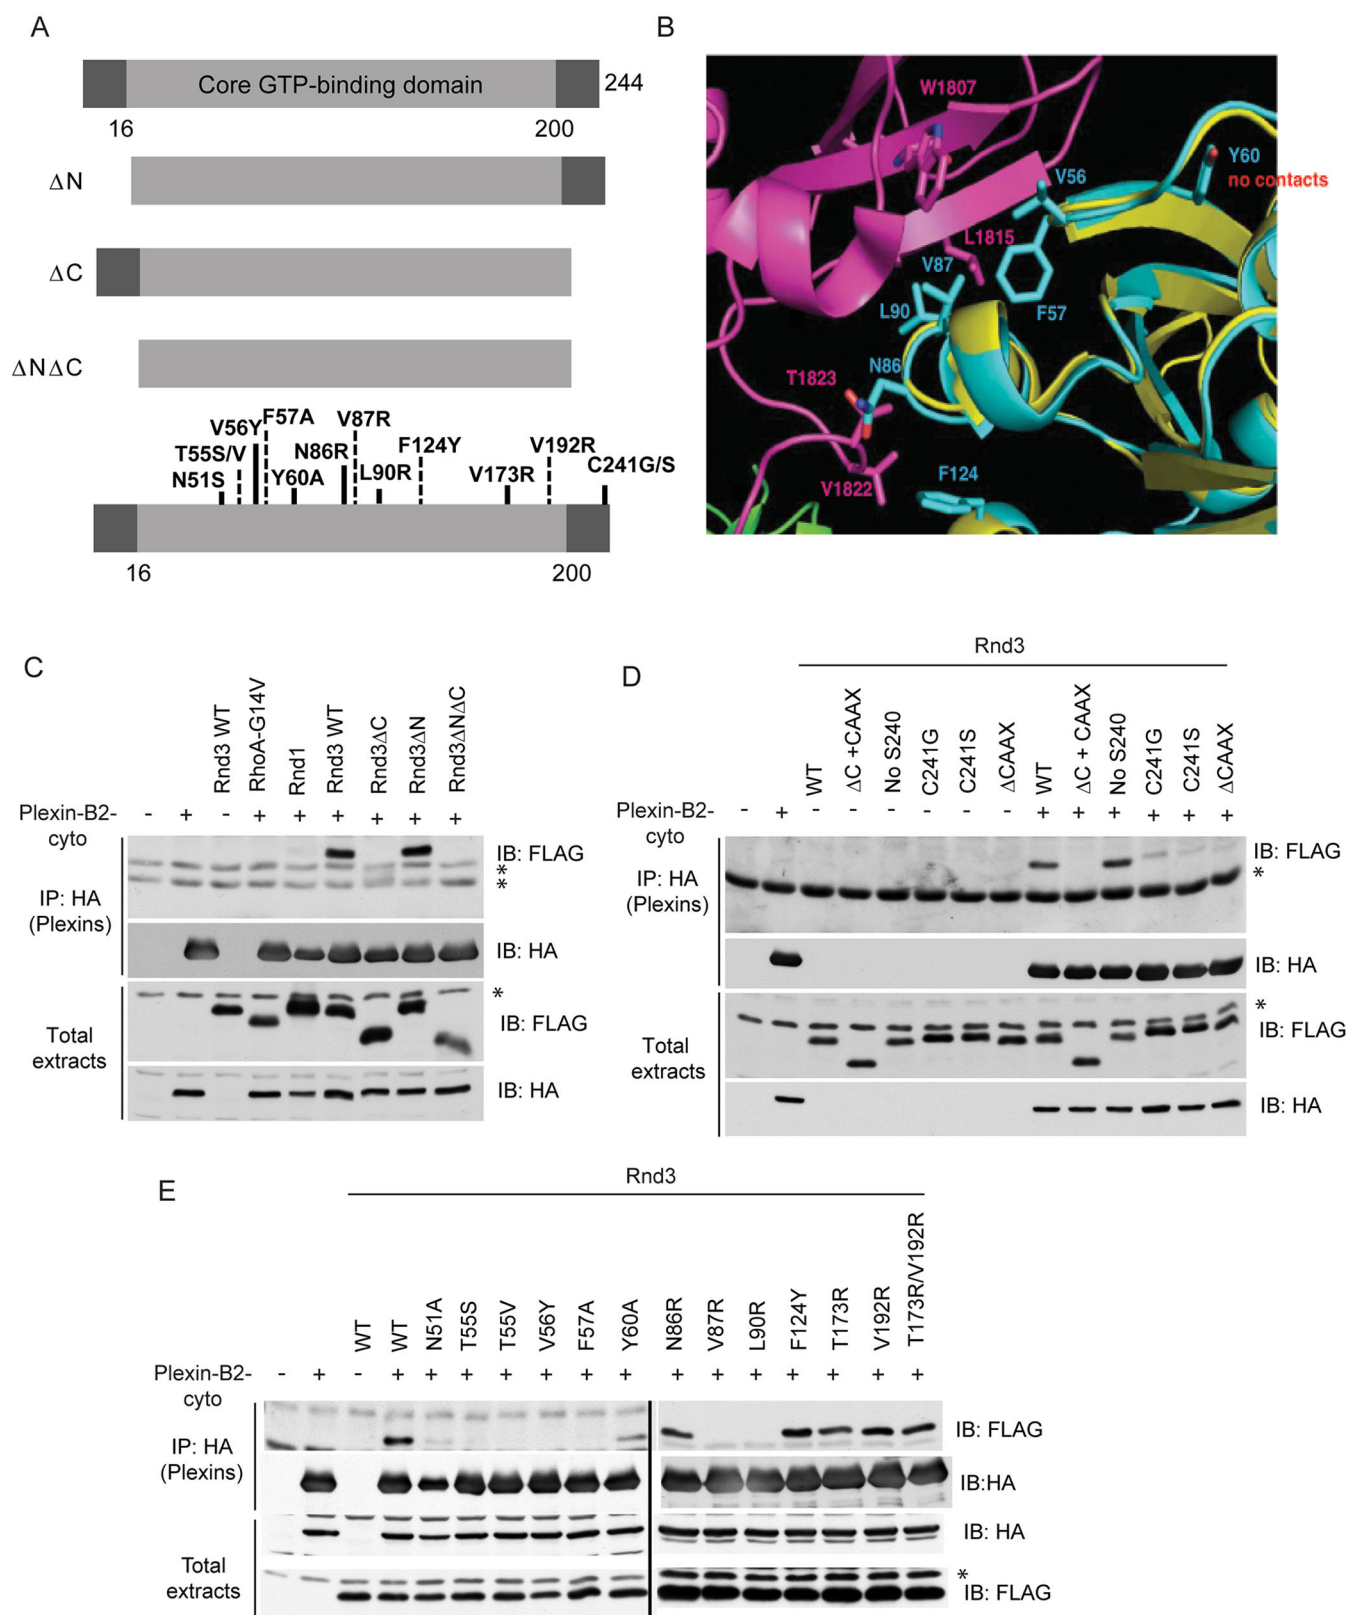 A
Core GTP-binding domain
244
16
200
ΔN
ΔC
ΔNΔC
V56Y
F57A
V87R
T55S/V
N86R
F124Y
V192R
N51S
Y60A
L90R
V173R
C241G/S
16
200
B
W1807
V56
Y60
no contacts
L1815
V87
L90
F57
N86
T1823
V1822
F124
C
Rnd3 WT
RhoA-G14V
Rnd1
Rnd3 WT
Rnd3ΔC
Rnd3ΔN
Rnd3ΔNΔC
Plexin-B2-
cyto
- + - + + + + + +
IP: HA
(Plexins)
IB: FLAG
*
*
IB: HA
Total
extracts
*
IB: FLAG
IB: HA
D
Rnd3
WT
ΔC +CAAX
No S240
C241G
C241S
ΔCAAX
WT
ΔC + CAAX
No S240
C241G
C241S
ΔCAAX
Plexin-B2-
cyto
- + - - - - - - + + + + + +
IP: HA
(Plexins)
IB: FLAG
*
IB: HA
Total
extracts
*
IB: FLAG
IB: HA
E
Rnd3
WT
WT
N51A
T55S
T55V
V56Y
F57A
Y60A
N86R
V87R
L90R
F124Y
T173R
V192R
T173R/V192R
Plexin-B2-
cyto
- + - + + + + + + + + + + + + + +
IP: HA
(Plexins)
IB: FLAG
IB:HA
Total
extracts
IB: HA
*
IB: FLAG